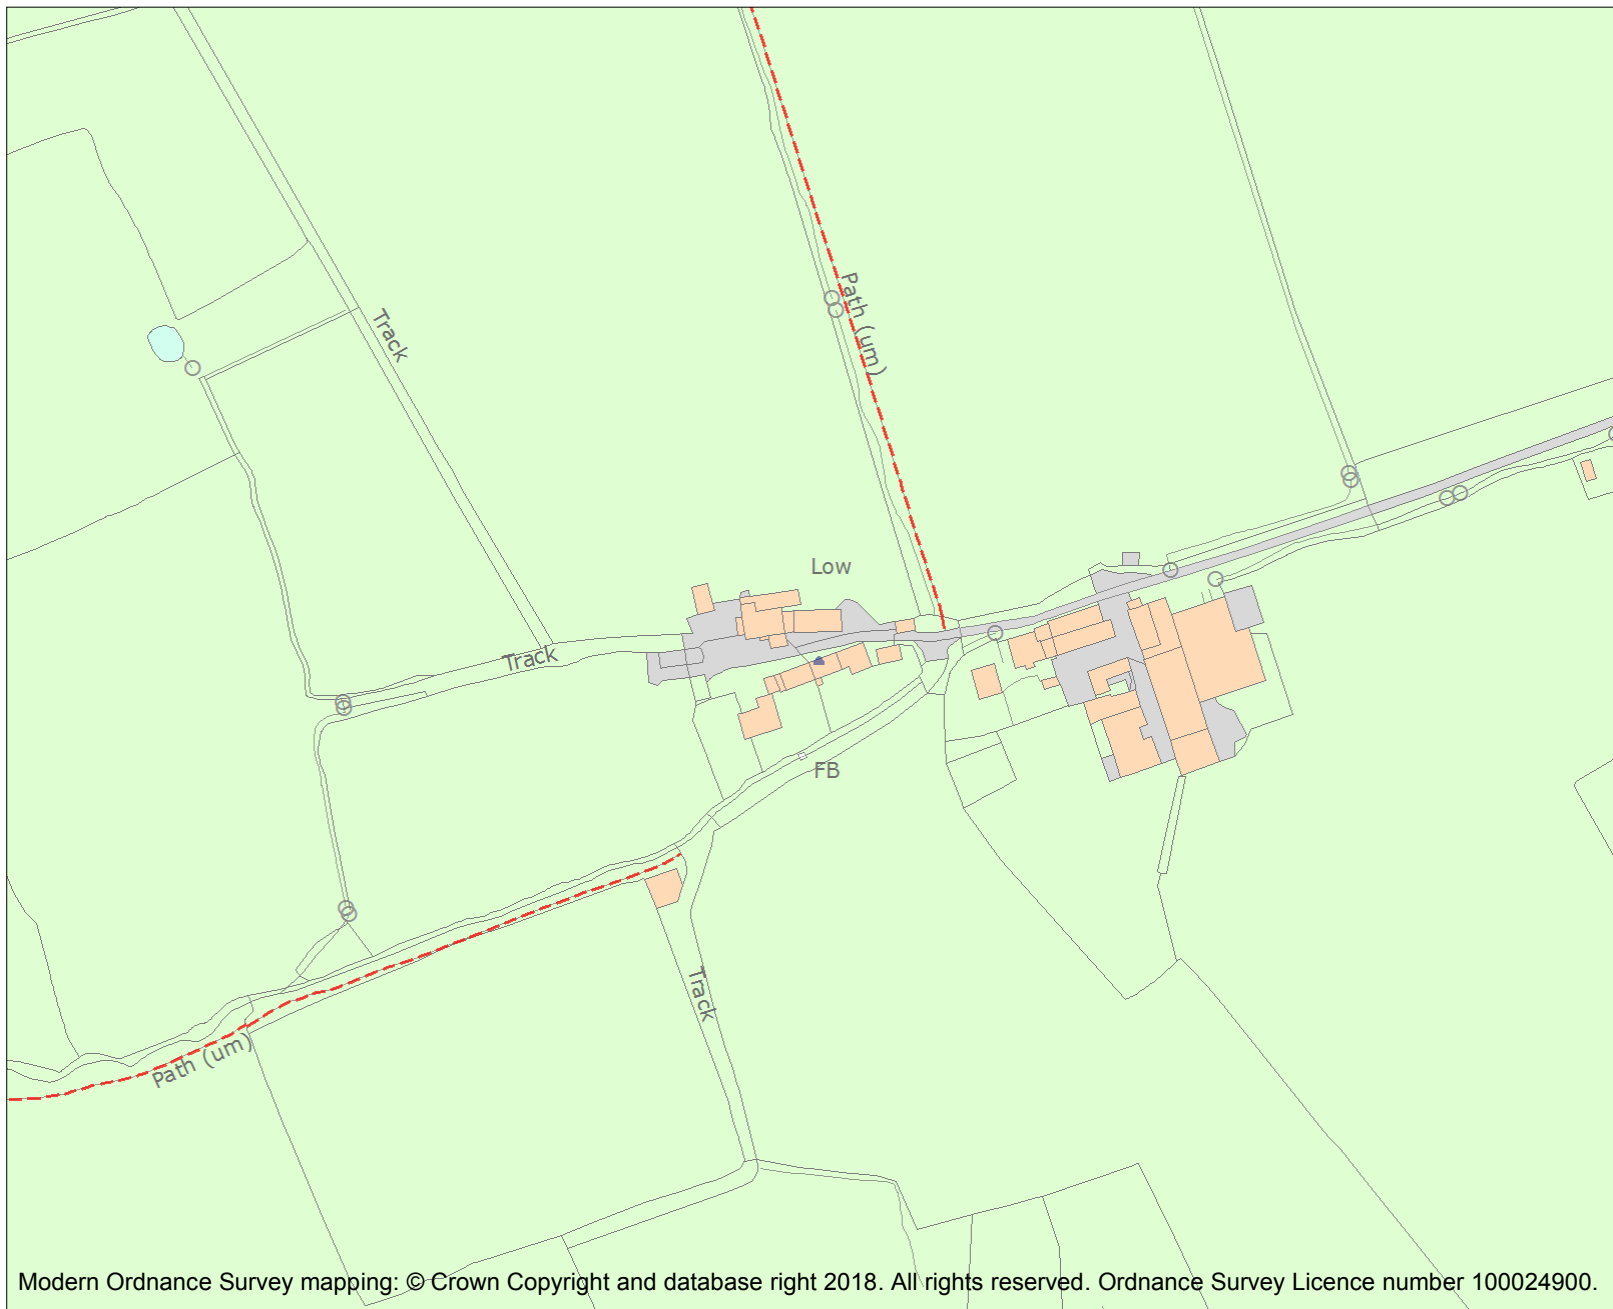 Path (um)
Track
Low
Track
FB
Track
Path (um)
Modern Ordnance Survey mapping: © Crown Copyright and database right 2018. All rights reserved. Ordnance Survey Licence number 100024900.